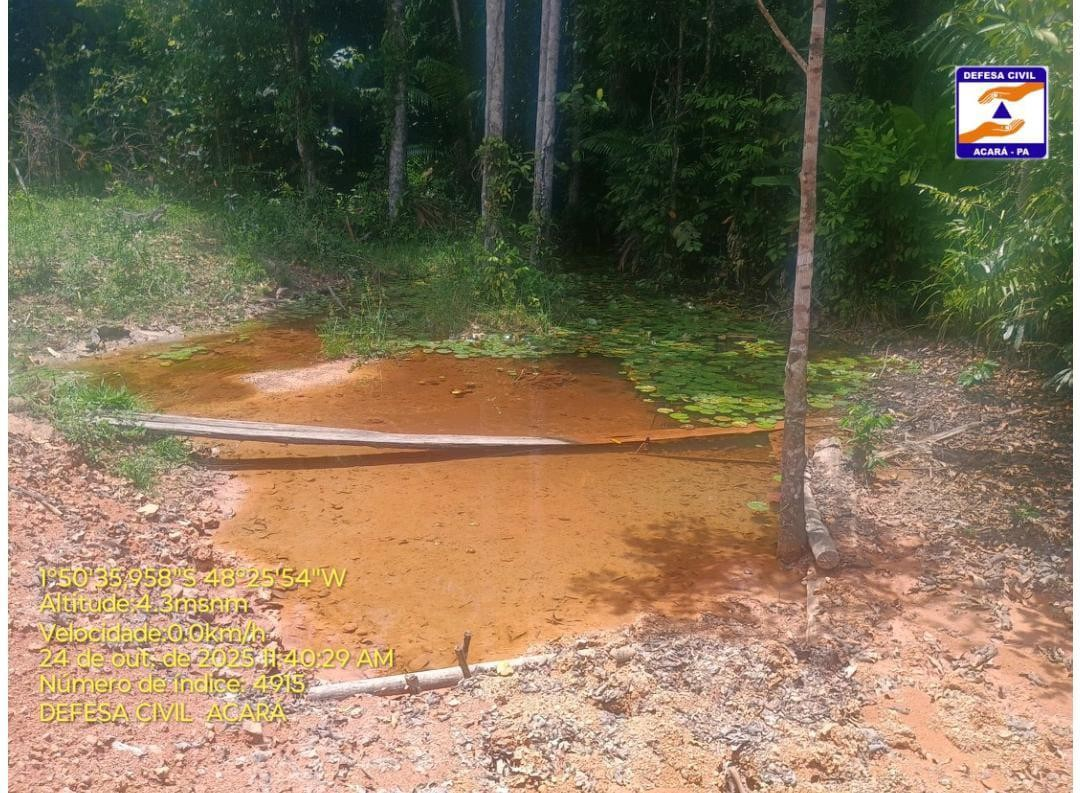 DEFESA CIVIL
ACARÁ - PA
1°50'35,958"S 48°25'54"W
Altitude:4.3msnm
Velocidade:0.0km/h
24 de out. de 2025 11:40:29 AM
Número de índice: 4915
DEFESA CIVIL ACARÁ